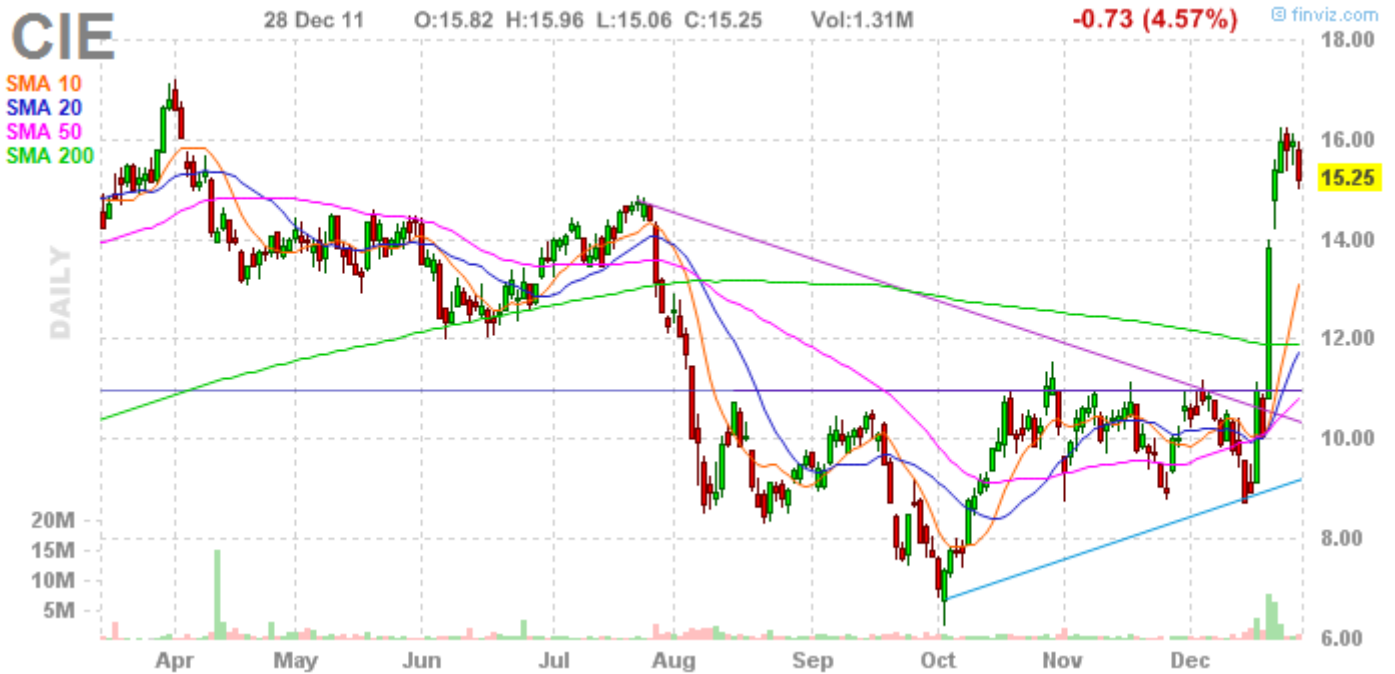 CIE
28 Dec 11 O:15.82 H:15.96 L:15.06 C:15.25 Vol:1.31M -0.73 (4.57%) © finviz.com
SMA 10
SMA 20
SMA 50
SMA 200
DAILY
18.00
16.00
15.25
14.00
12.00
10.00
8.00
6.00
20M
15M
10M
5M
Apr May Jun Jul Aug Sep Oct Nov Dec